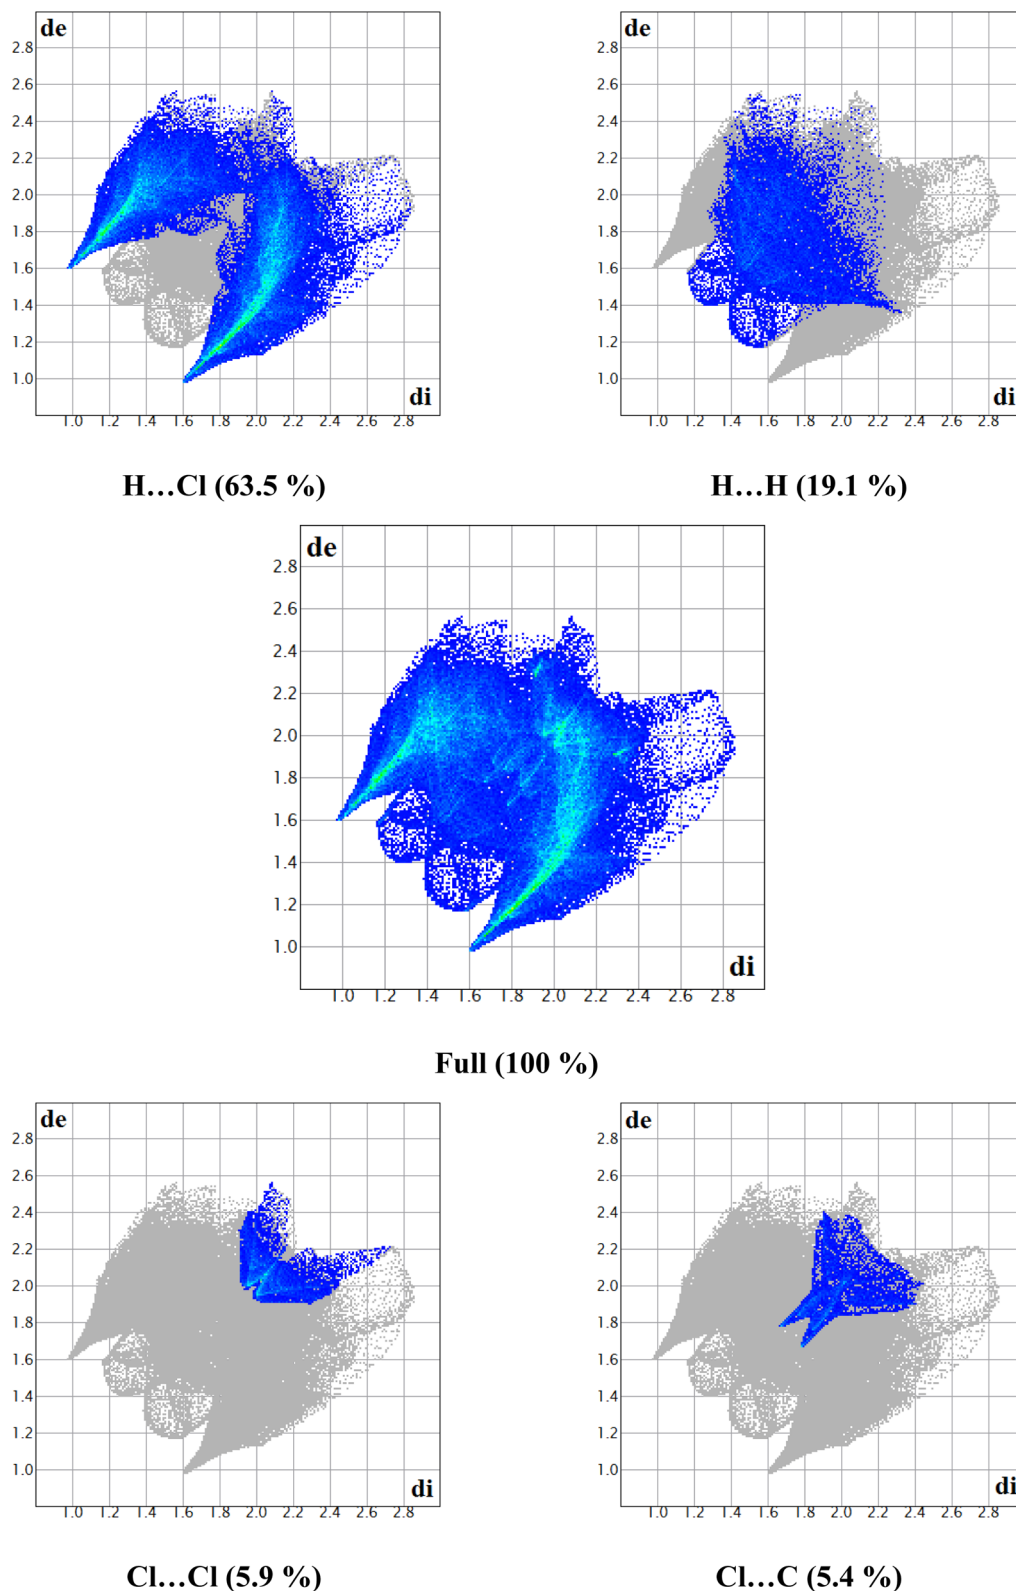 de de
2.8 2.8
2.6 2.6
2.4 2.4
2.2 2.2
2.0 2.0
1.8 1.8
1.6 1.6
1.4 1.4
1.2 1.2
1.0 1.0
di di
1.0 1.2 1.4 1.6 1.8 2.0 2.2 2.4 2.6 2.8 1.0 1.2 1.4 1.6 1.8 2.0 2.2 2.4 2.6 2.8
H…Cl (63.5 %) H…H (19.1 %)
de
2.8
2.6
2.4
2.2
2.0
1.8
1.6
1.4
1.2
1.0
di
1.0 1.2 1.4 1.6 1.8 2.0 2.2 2.4 2.6 2.8
Full (100 %)
de de
2.8 2.8
2.6 2.6
2.4 2.4
2.2 2.2
2.0 2.0
1.8 1.8
1.6 1.6
1.4 1.4
1.2 1.2
1.0 1.0
di di
1.0 1.2 1.4 1.6 1.8 2.0 2.2 2.4 2.6 2.8 1.0 1.2 1.4 1.6 1.8 2.0 2.2 2.4 2.6 2.8
Cl…Cl (5.9 %) Cl…C (5.4 %)